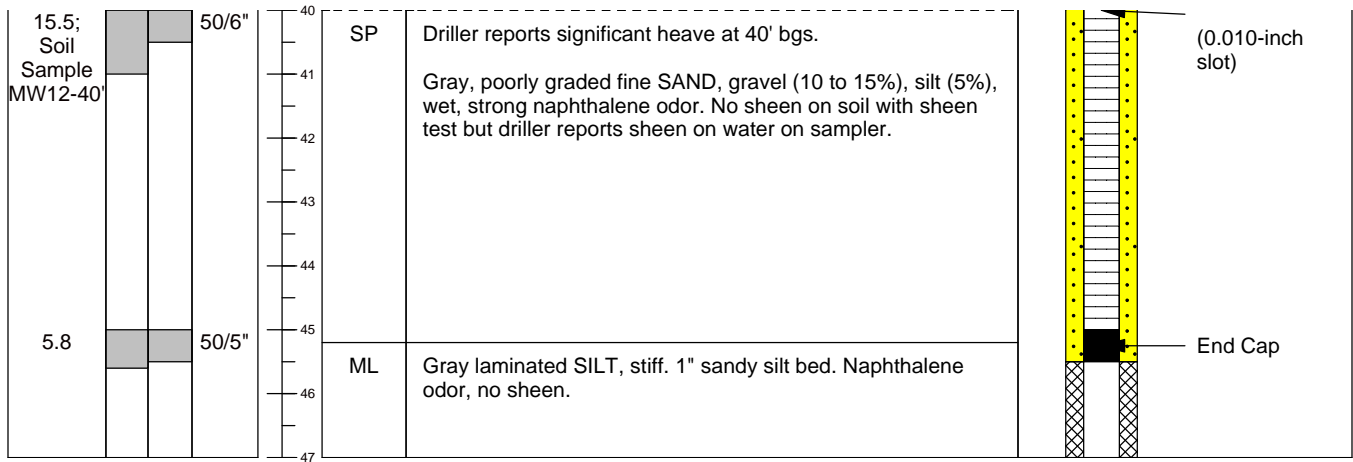 15.5;
Soil
Sample
MW12-40'
50/6"
40
SP
Driller reports significant heave at 40' bgs.
(0.010-inch
slot)
41
Gray, poorly graded fine SAND, gravel (10 to 15%), silt (5%),
wet, strong naphthalene odor. No sheen on soil with sheen
test but driller reports sheen on water on sampler.
42
43
44
45
5.8
50/5"
End Cap
ML
Gray laminated SILT, stiff. 1" sandy silt bed. Naphthalene
odor, no sheen.
46
47